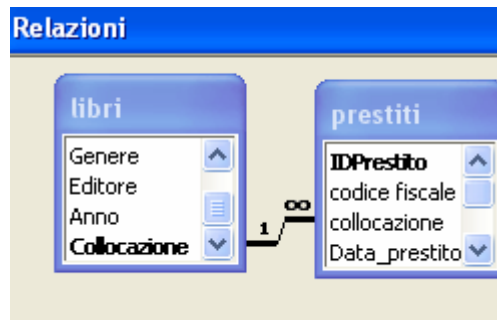 Relazioni
libri
Genere
Editore
Anno
Collocazione
1
∞
prestiti
IDPrestito
codice fiscale
collocazione
Data_prestito